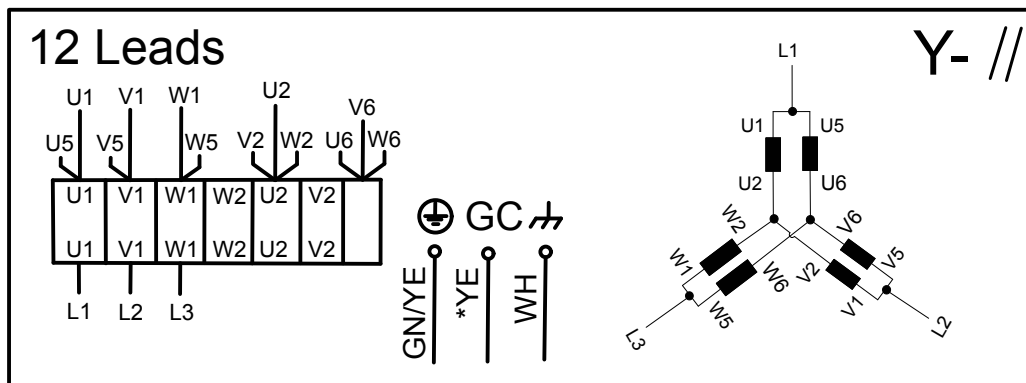 12 Leads
Y- //
U1 V1 W1 U2 V6
U5 V5 W5 V2 W2 U6 W6
U1 V1 W1 W2 U2 V2
U1 V1 W1 W2 U2 V2
L1 L2 L3
GC
GN/YE
*YE
WH
L1
U1 U5
U2 U6
W2 V6
W1 W6 V2 V5
W5 V1
L3 L2